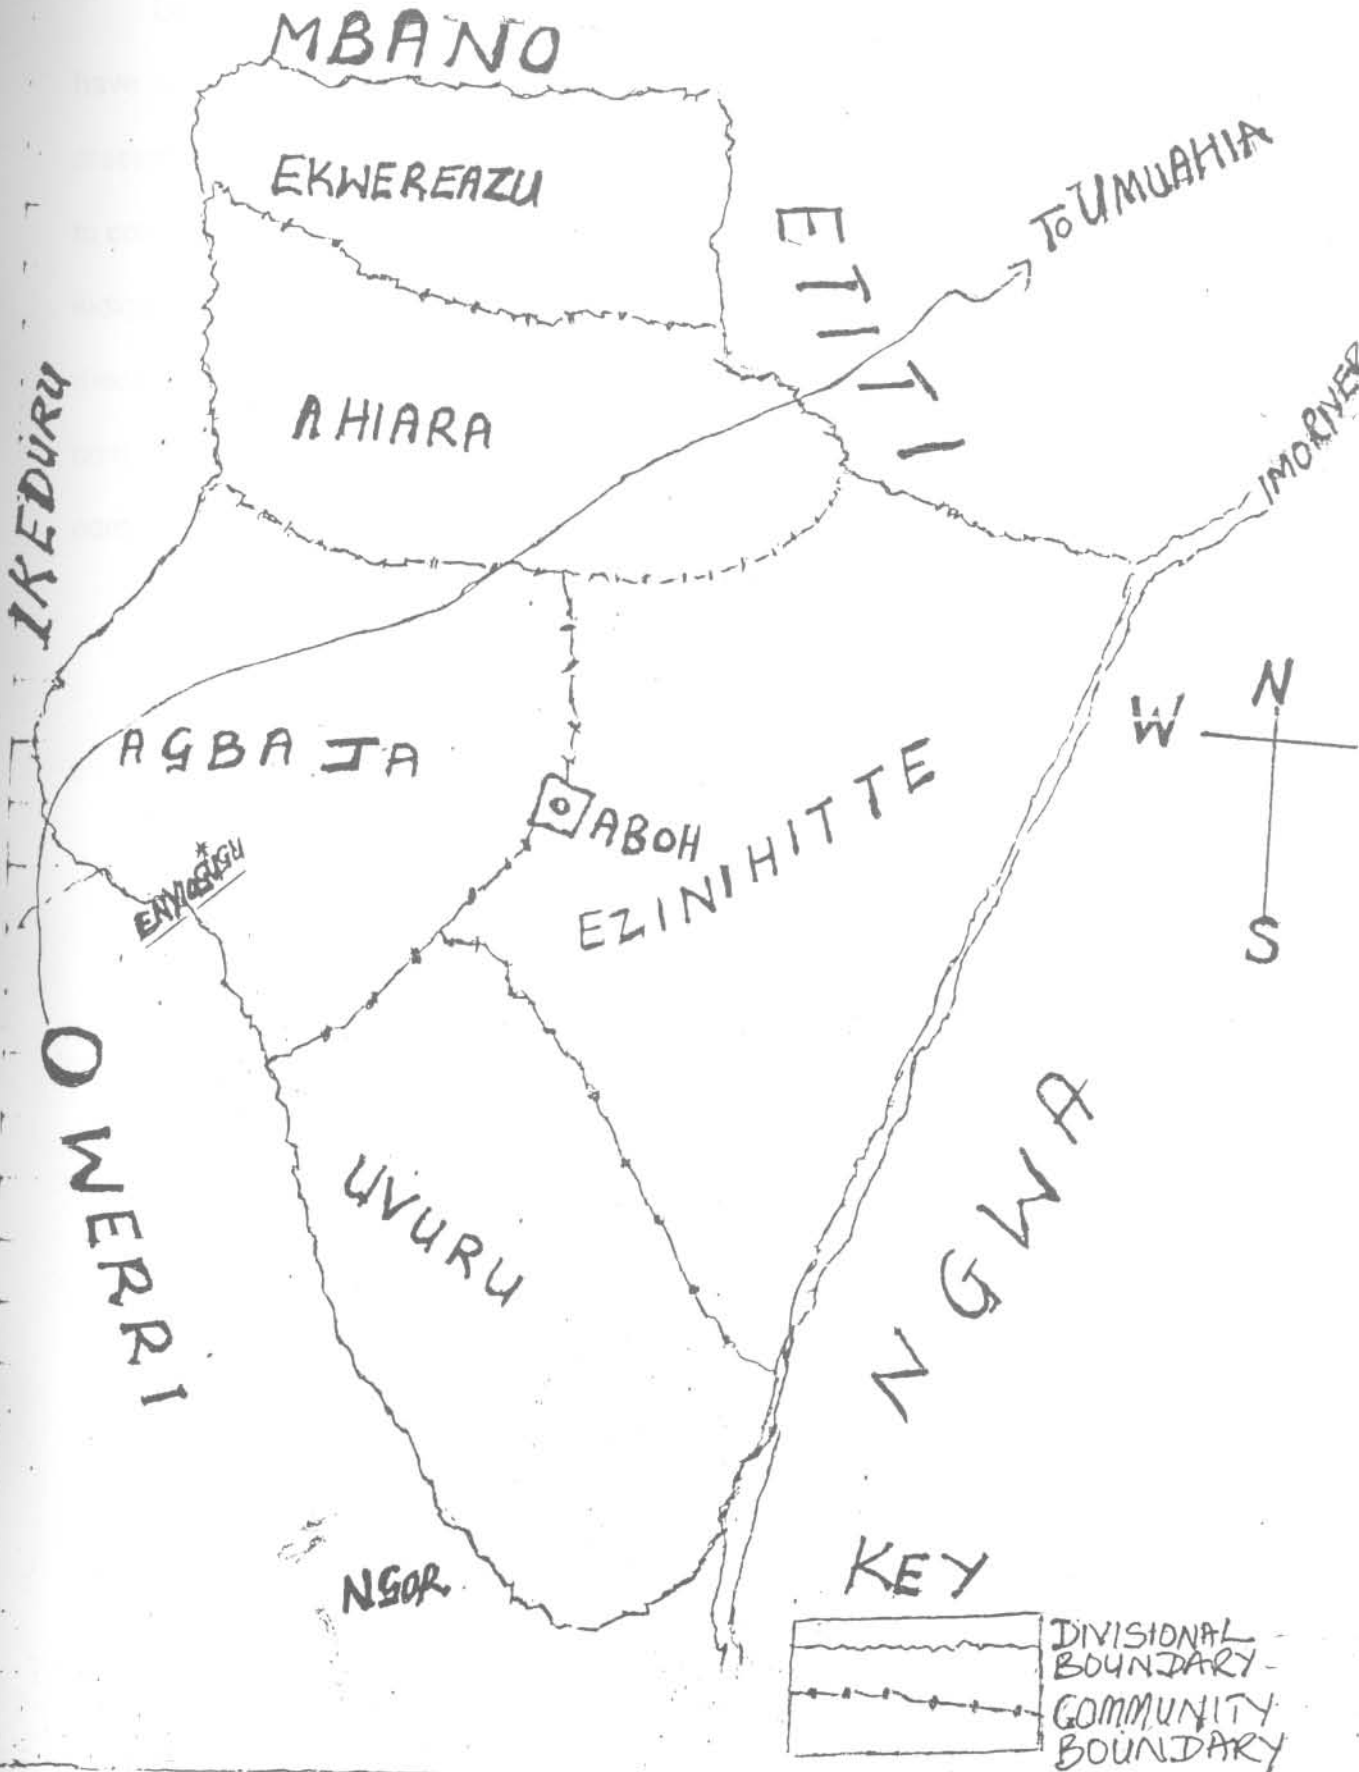 MBANO
EKWEREAZU
To UMUAHIA
ETITI
AHIARA
IKEDURU
IMO RIVER
AGBAJA
N
W
S
ABOH
EZINIHITTE
OWERRI
UVURU
NGWA
NGOR
KEY
DIVISIONAL
BOUNDARY
COMMUNITY
BOUNDARY